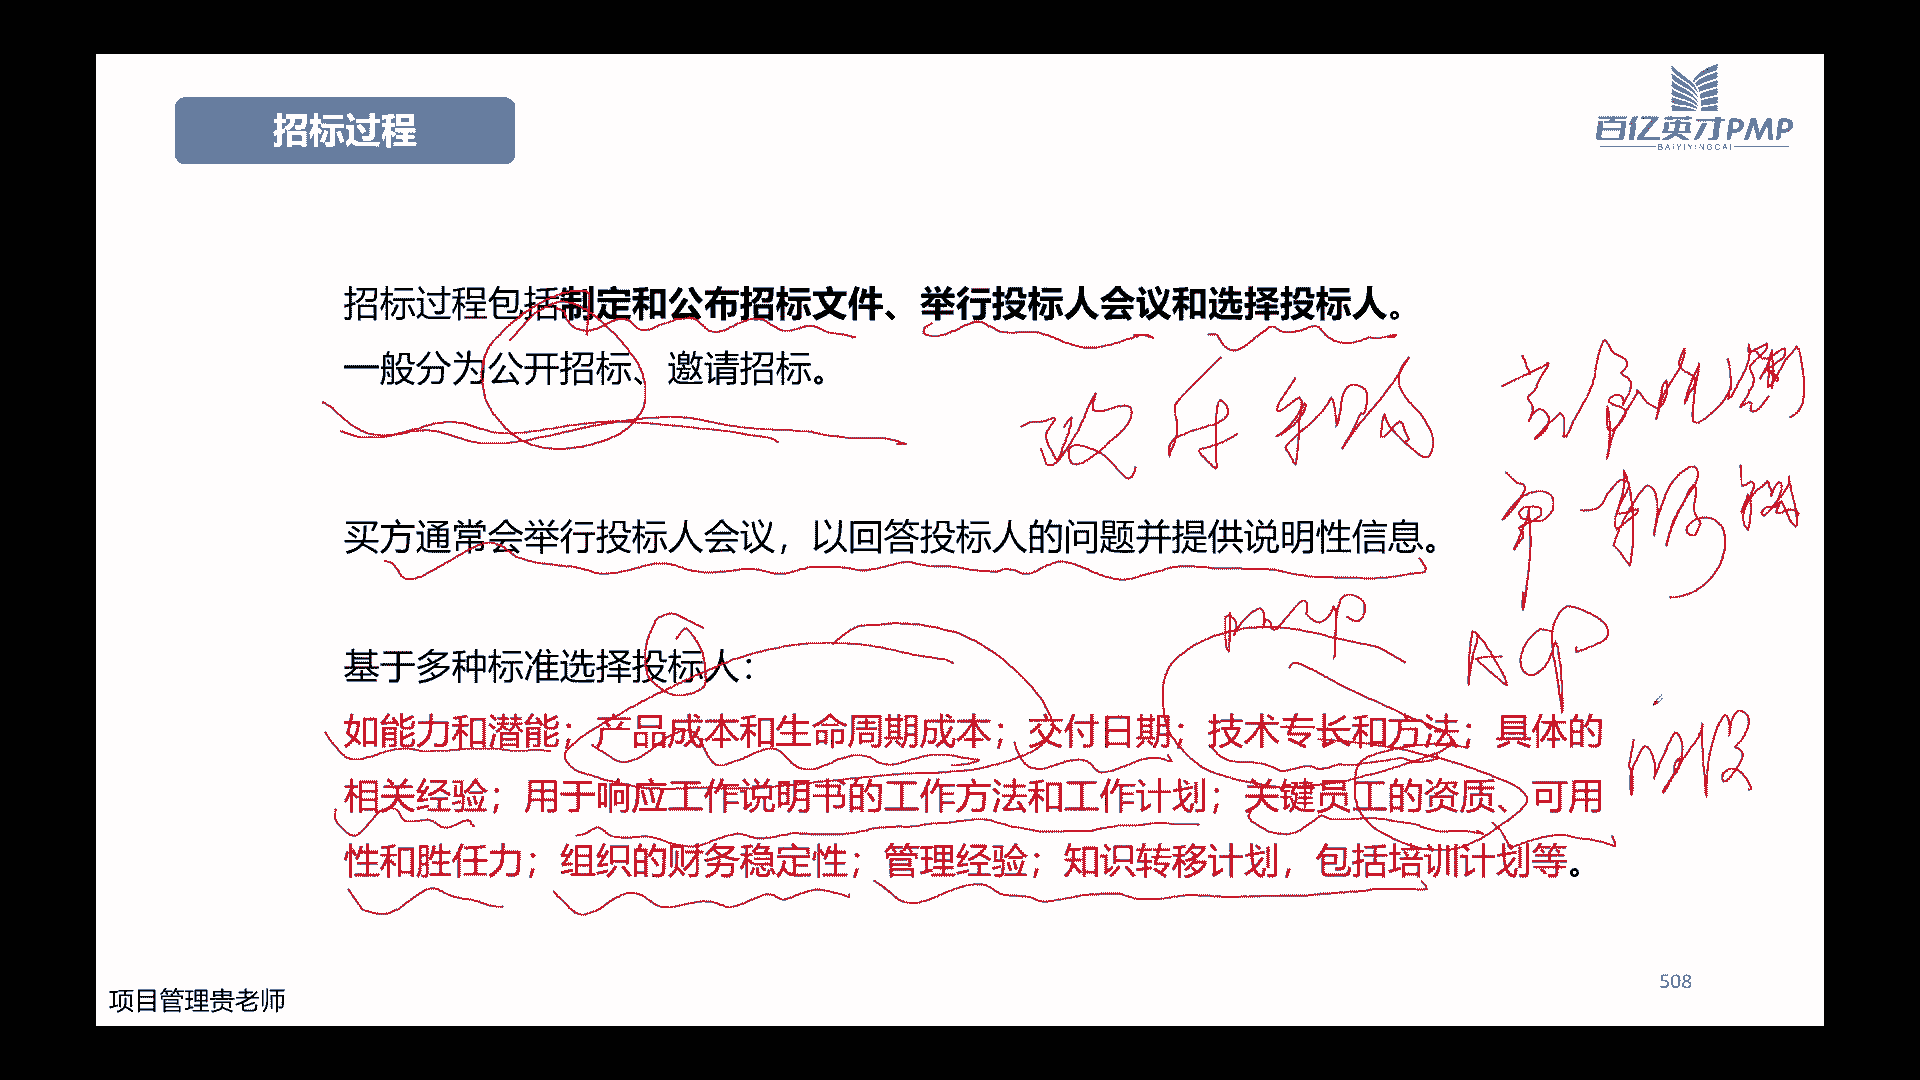 招标过程
百亿英才PMP
BAIYIYINGCAI
招标过程包括制定和公布招标文件、举行投标人会议和选择投标人。
一般分为公开招标、邀请招标。
买方通常会举行投标人会议，以回答投标人的问题并提供说明性信息。
基于多种标准选择投标人：
如能力和潜能；产品成本和生命周期成本；交付日期；技术专长和方法；具体的
相关经验；用于响应工作说明书的工作方法和工作计划；关键员工的资质、可用
性和胜任力；组织的财务稳定性；管理经验；知识转移计划，包括培训计划等。
508
项目管理贵老师